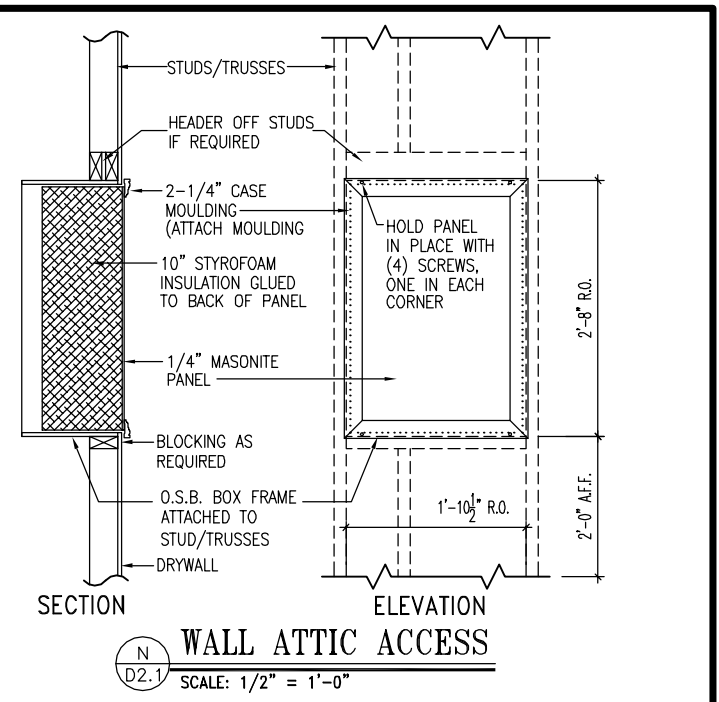 STUDS/TRUSSES
HEADER OFF STUDS
IF REQUIRED
2-1/4" CASE
MOULDING
(ATTACH MOULDING
10" STYROFOAM
INSULATION GLUED
TO BACK OF PANEL
1/4" MASONITE
PANEL
BLOCKING AS
REQUIRED
O.S.B. BOX FRAME
ATTACHED TO
STUD/TRUSSES
DRYWALL
HOLD PANEL
IN PLACE WITH
(4) SCREWS,
ONE IN EACH
CORNER
2'-8" R.O.
1'-10 1/2" R.O.
2'-0" A.F.F.
SECTION
ELEVATION
N
D2.1
WALL ATTIC ACCESS
SCALE: 1/2" = 1'-0"